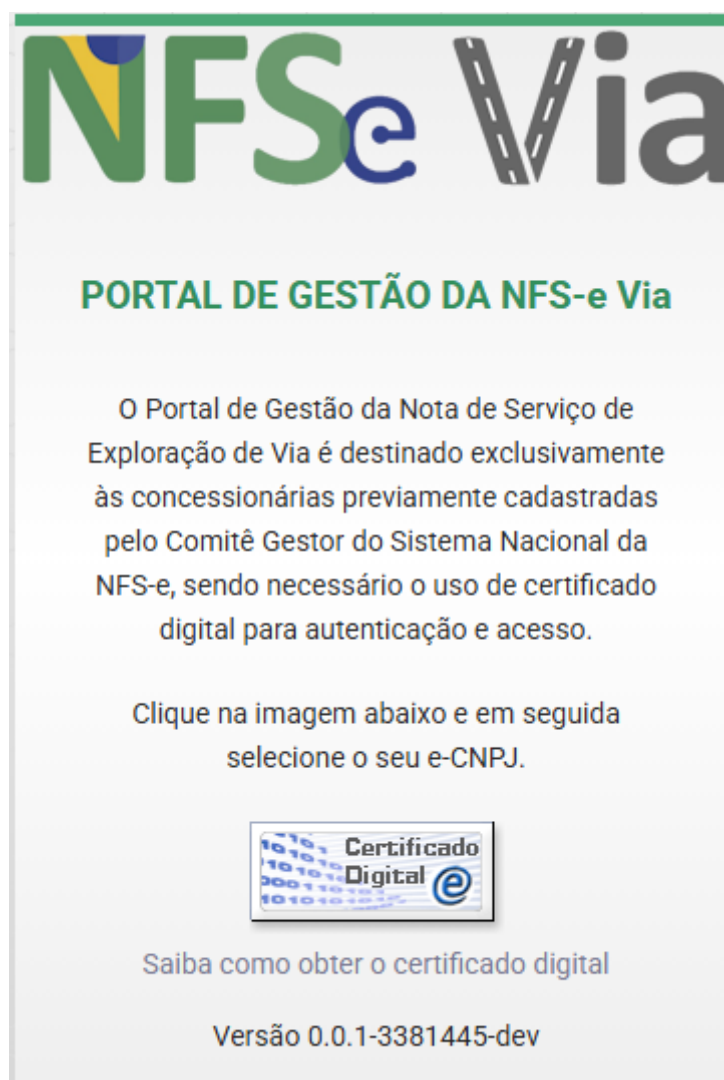 NFSe Via
PORTAL DE GESTÃO DA NFS-e Via
O Portal de Gestão da Nota de Serviço de
Exploração de Via é destinado exclusivamente
às concessionárias previamente cadastradas
pelo Comitê Gestor do Sistema Nacional da
NFS-e, sendo necessário o uso de certificado
digital para autenticação e acesso.
Clique na imagem abaixo e em seguida
selecione o seu e-CNPJ.
Certificado
Digital e
Saiba como obter o certificado digital
Versão 0.0.1-3381445-dev